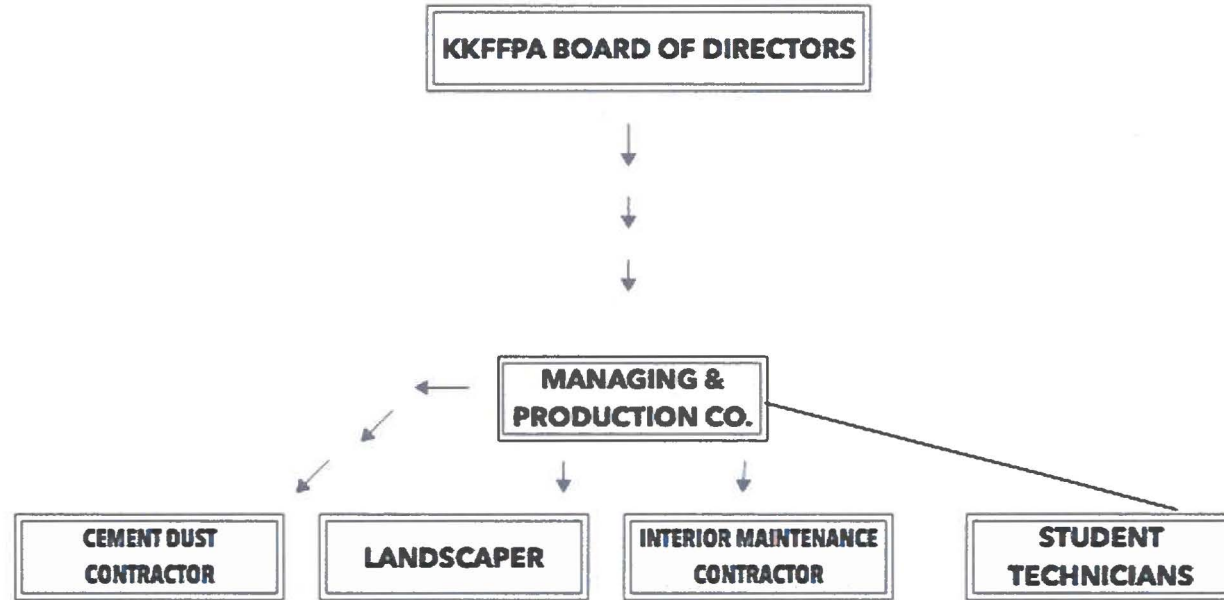 KKFFPA BOARD OF DIRECTORS
MANAGING &
PRODUCTION CO.
CEMENT DUST
CONTRACTOR
LANDSCAPER
INTERIOR MAINTENANCE
CONTRACTOR
STUDENT
TECHNICIANS